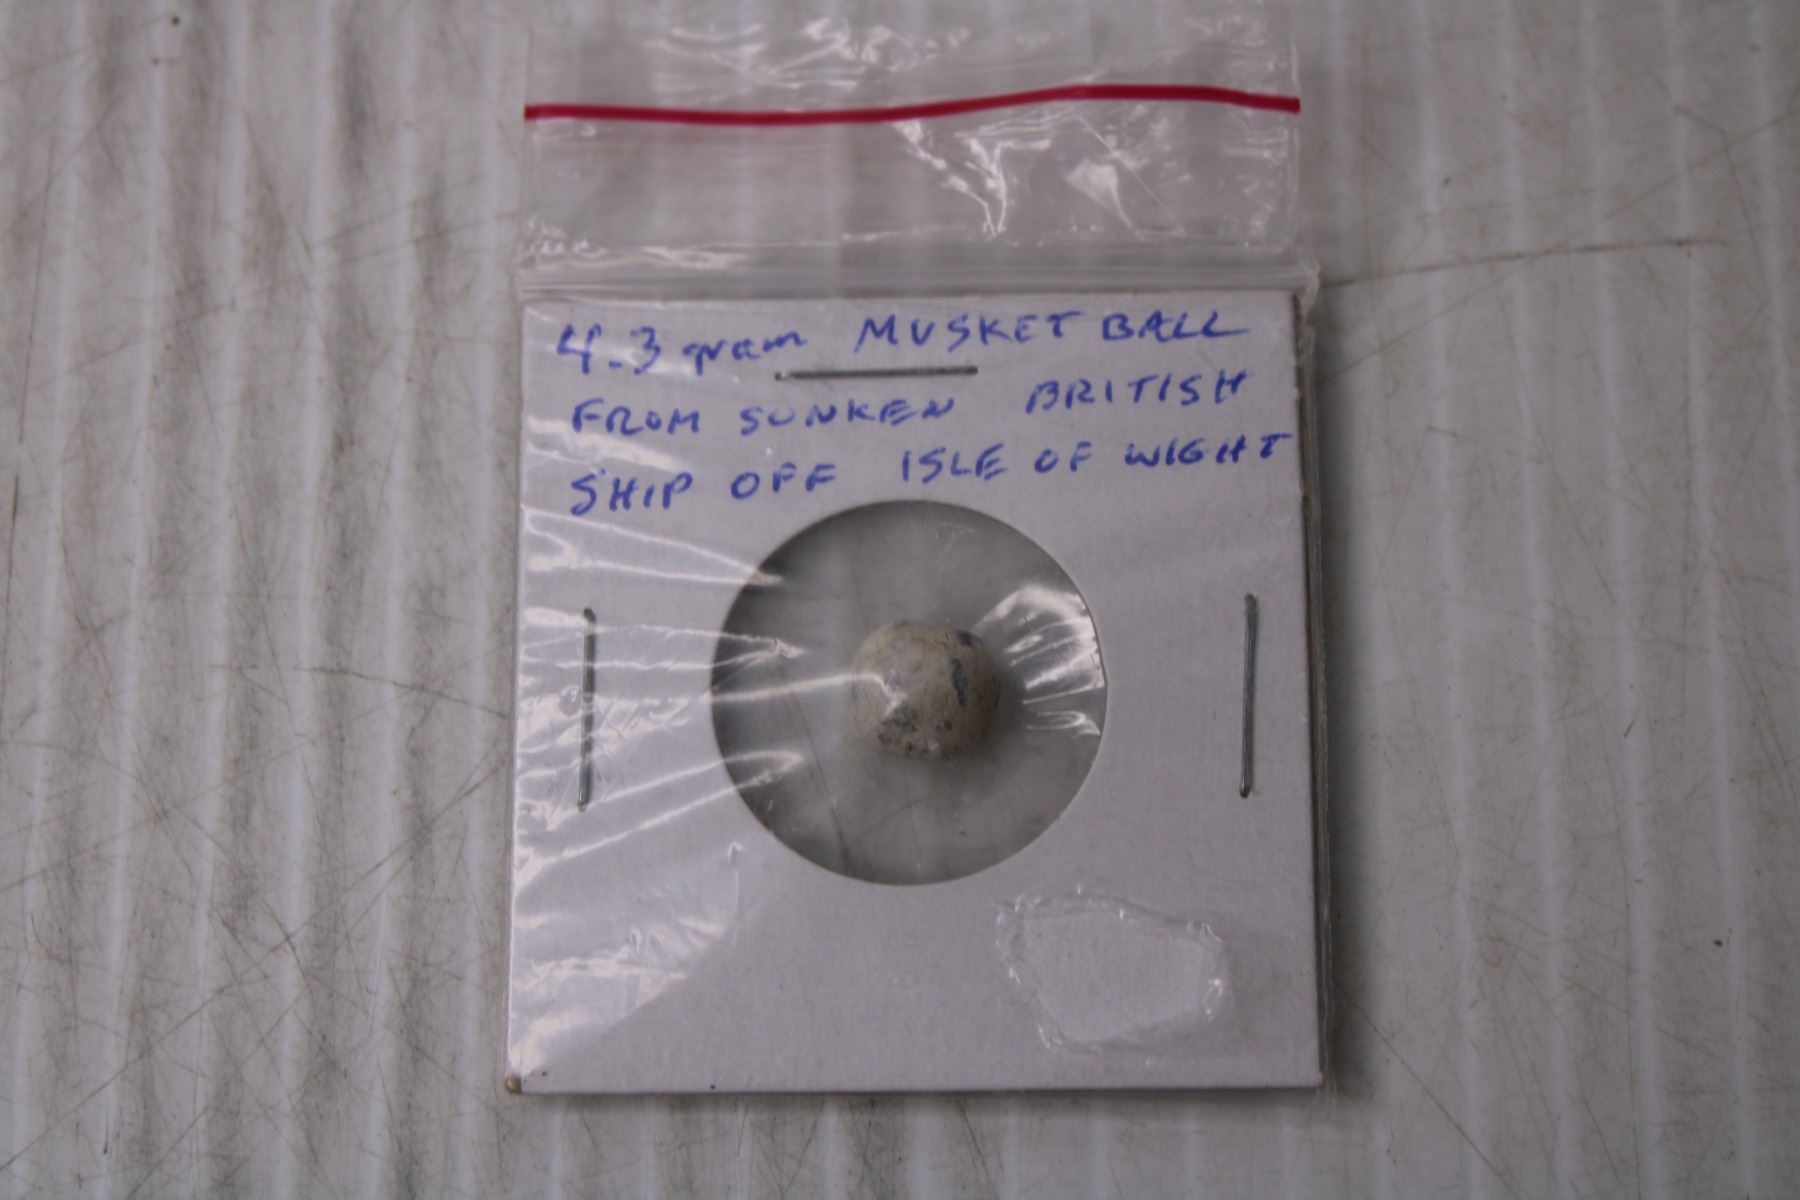 4.3 gram MUSKET BALL
FROM SUNKEN BRITISH
SHIP OFF ISLE OF WIGHT